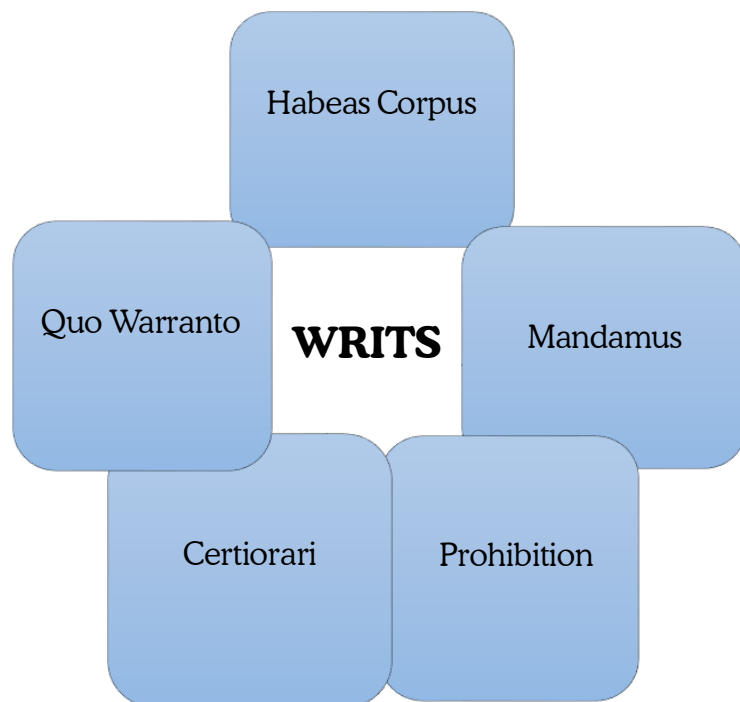 Habeas Corpus
Quo Warranto
WRITS
Mandamus
Certiorari
Prohibition